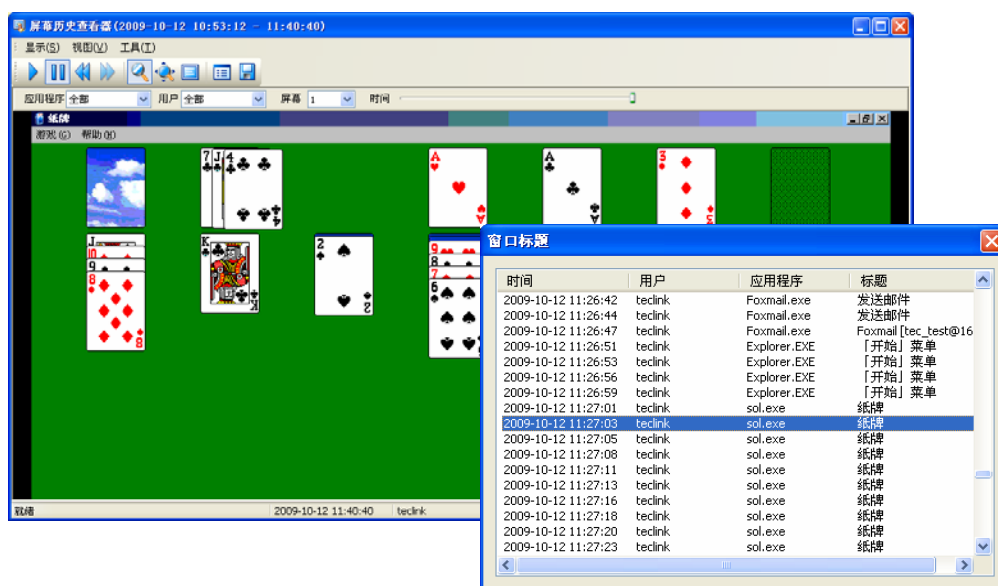 屏幕历史查看器(2009-10-12 10:53:12 - 11:40:40)
显示(S) 视图(V) 工具(T)
应用程序 全部 用户 全部 屏幕 1 时间
纸牌
游戏(G) 帮助(H)
7 J 4 A A 3
J 10 9 8 K 2 9 8 7 6
就绪 2009-10-12 11:40:40 teclink
窗口标题
时间 用户 应用程序 标题
2009-10-12 11:26:42 teclink Foxmail.exe 发送邮件
2009-10-12 11:26:44 teclink Foxmail.exe 发送邮件
2009-10-12 11:26:47 teclink Foxmail.exe Foxmail [tec_test@16
2009-10-12 11:26:51 teclink Explorer.EXE 「开始」菜单
2009-10-12 11:26:53 teclink Explorer.EXE 「开始」菜单
2009-10-12 11:26:56 teclink Explorer.EXE 「开始」菜单
2009-10-12 11:26:59 teclink Explorer.EXE 「开始」菜单
2009-10-12 11:27:01 teclink sol.exe 纸牌
2009-10-12 11:27:03 teclink sol.exe 纸牌
2009-10-12 11:27:05 teclink sol.exe 纸牌
2009-10-12 11:27:08 teclink sol.exe 纸牌
2009-10-12 11:27:11 teclink sol.exe 纸牌
2009-10-12 11:27:13 teclink sol.exe 纸牌
2009-10-12 11:27:16 teclink sol.exe 纸牌
2009-10-12 11:27:18 teclink sol.exe 纸牌
2009-10-12 11:27:20 teclink sol.exe 纸牌
2009-10-12 11:27:23 teclink sol.exe 纸牌